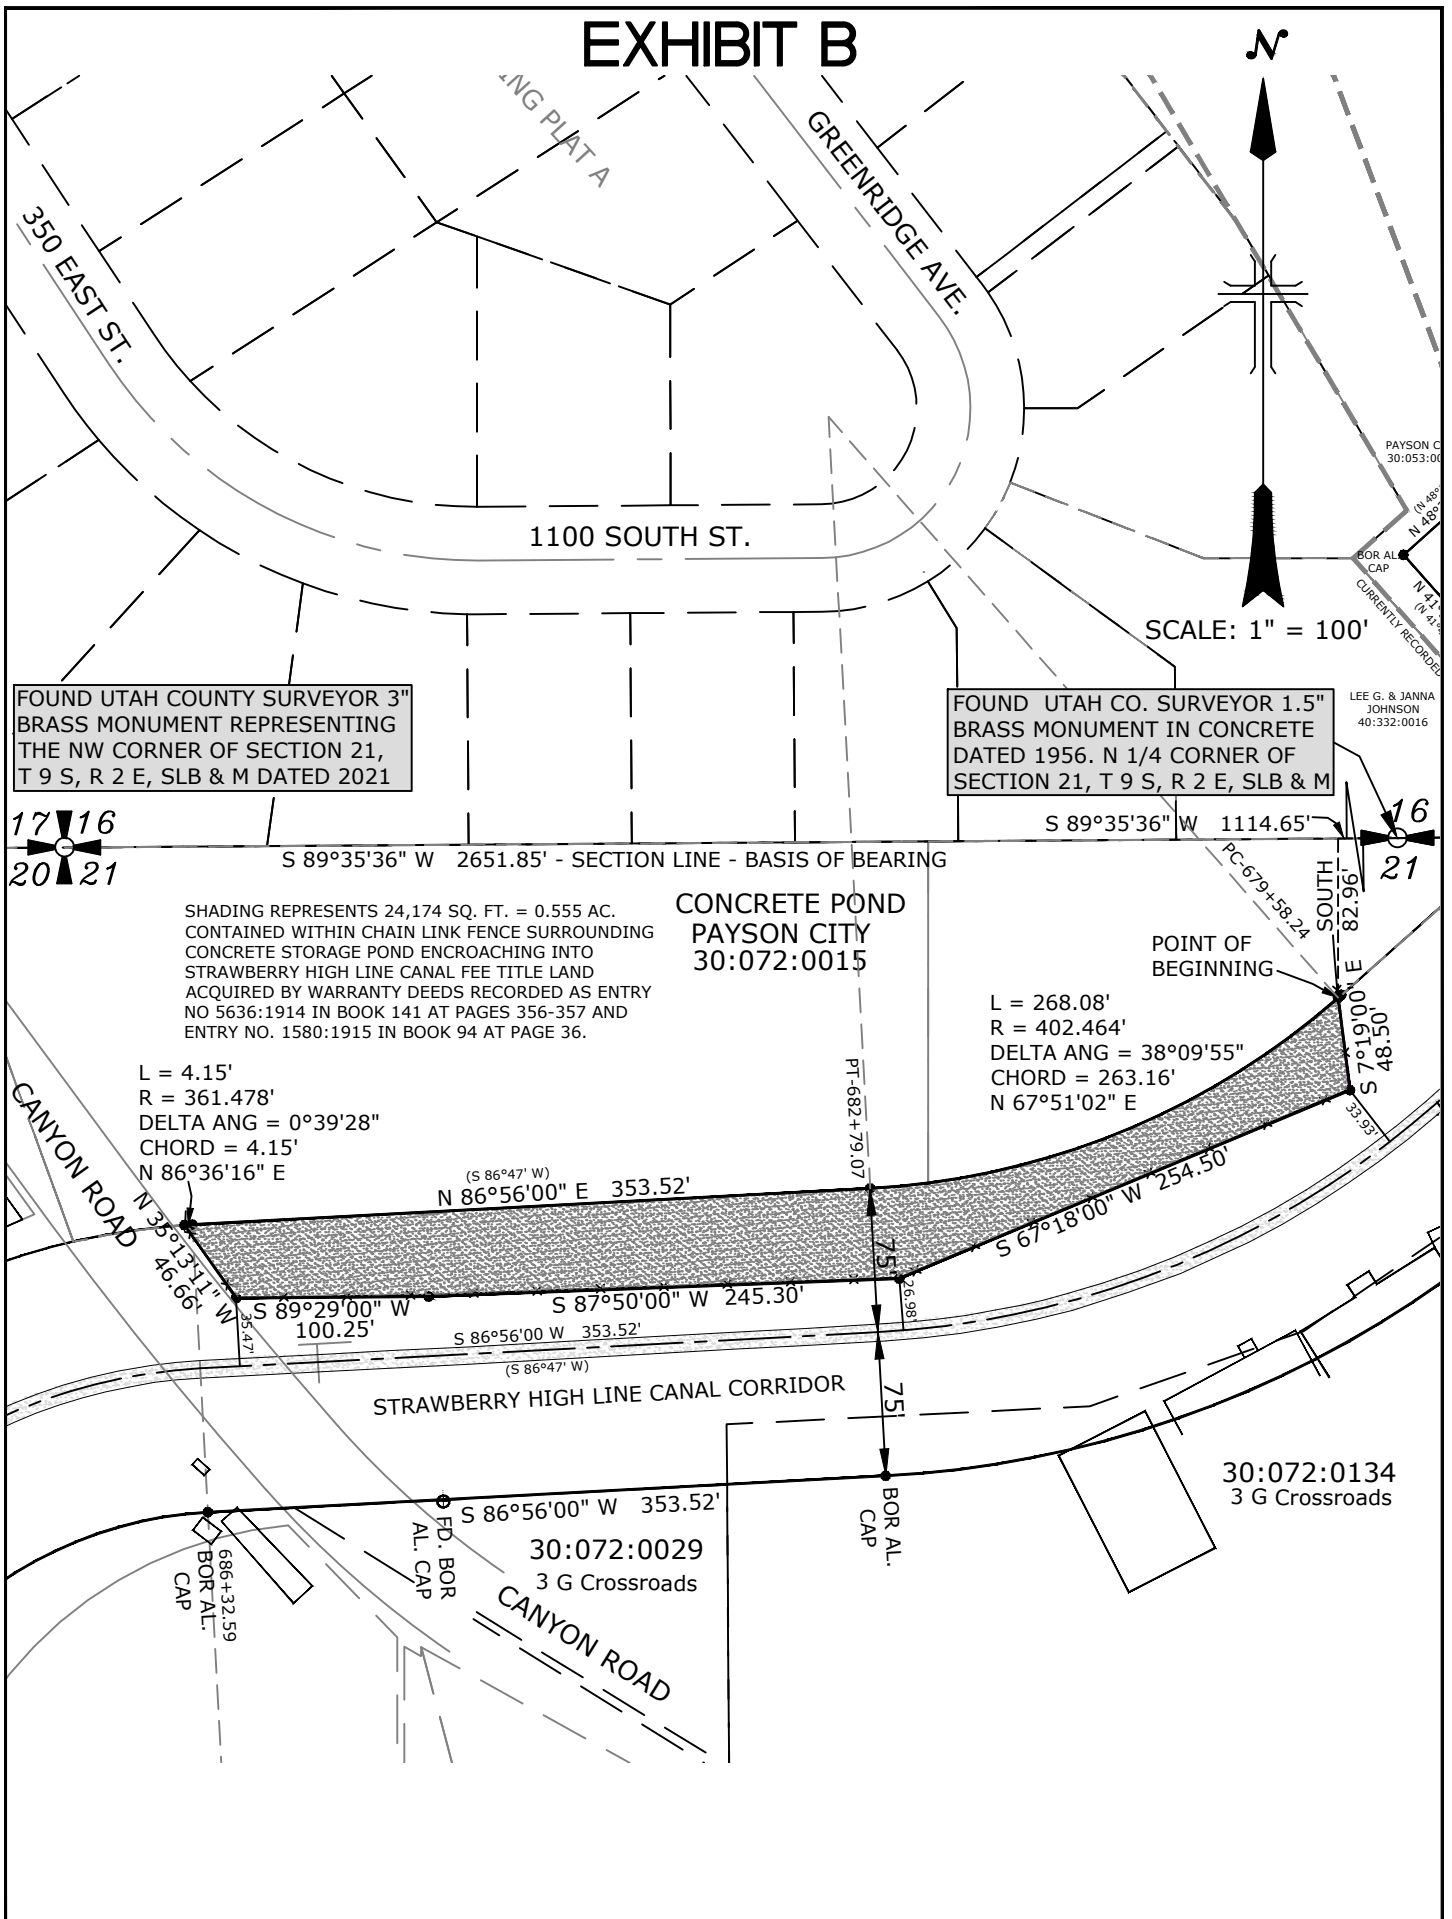 EXHIBIT B
N
ING PLAT A
GREENRIDGE AVE.
350 EAST ST.
1100 SOUTH ST.
PAYSON C
30:053:00
(N 48°
N 48°
BOR AL.
CAP
N 41°
(N 41°
CURRENTLY RECORDED
SCALE: 1" = 100'
LEE G. & JANNA
JOHNSON
40:332:0016
FOUND UTAH COUNTY SURVEYOR 3"
BRASS MONUMENT REPRESENTING
THE NW CORNER OF SECTION 21,
T 9 S, R 2 E, SLB & M DATED 2021
FOUND UTAH CO. SURVEYOR 1.5"
BRASS MONUMENT IN CONCRETE
DATED 1956. N 1/4 CORNER OF
SECTION 21, T 9 S, R 2 E, SLB & M
17 16
20 21
16
21
S 89°35'36" W 1114.65'
S 89°35'36" W 2651.85' - SECTION LINE - BASIS OF BEARING
PC-679+58.24
SOUTH
82.96'
SHADING REPRESENTS 24,174 SQ. FT. = 0.555 AC.
CONTAINED WITHIN CHAIN LINK FENCE SURROUNDING
CONCRETE STORAGE POND ENCROACHING INTO
STRAWBERRY HIGH LINE CANAL FEE TITLE LAND
ACQUIRED BY WARRANTY DEEDS RECORDED AS ENTRY
NO 5636:1914 IN BOOK 141 AT PAGES 356-357 AND
ENTRY NO. 1580:1915 IN BOOK 94 AT PAGE 36.
CONCRETE POND
PAYSON CITY
30:072:0015
POINT OF
BEGINNING
L = 268.08'
R = 402.464'
DELTA ANG = 38°09'55"
CHORD = 263.16'
N 67°51'02" E
S 7°19'00" E
48.50'
33.93'
L = 4.15'
R = 361.478'
DELTA ANG = 0°39'28"
CHORD = 4.15'
N 86°36'16" E
CANYON ROAD
PT-682+79.07
(S 86°47' W)
N 86°56'00" E 353.52'
N 35°13'11" W
46.66'
S 67°18'00" W 254.50'
75'
26.98'
S 89°29'00" W
100.25'
S 87°50'00" W 245.30'
35.47'
S 86°56'00 W 353.52'
(S 86°47' W)
STRAWBERRY HIGH LINE CANAL CORRIDOR
75'
S 86°56'00" W 353.52'
30:072:0134
3 G Crossroads
BOR AL.
CAP
FD. BOR
AL. CAP
30:072:0029
3 G Crossroads
686+32.59
BOR AL.
CAP
CANYON ROAD